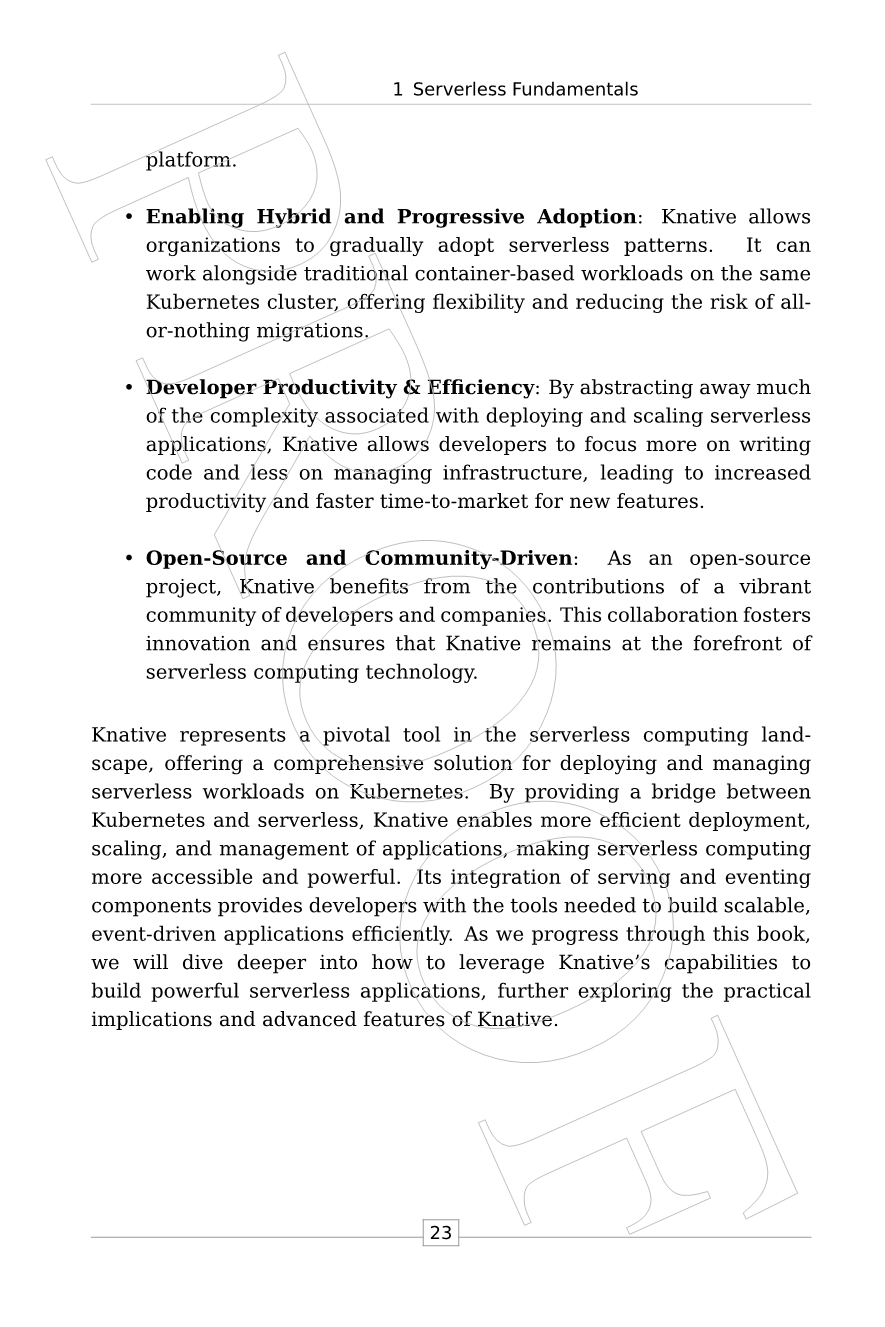 1 Serverless Fundamentals
platform.
• Enabling Hybrid and Progressive Adoption: Knative allows
organizations to gradually adopt serverless patterns. It can
work alongside traditional container-based workloads on the same
Kubernetes cluster, offering flexibility and reducing the risk of all-
or-nothing migrations.
• Developer Productivity & Efficiency: By abstracting away much
of the complexity associated with deploying and scaling serverless
applications, Knative allows developers to focus more on writing
code and less on managing infrastructure, leading to increased
productivity and faster time-to-market for new features.
• Open-Source and Community-Driven: As an open-source
project, Knative benefits from the contributions of a vibrant
community of developers and companies. This collaboration fosters
innovation and ensures that Knative remains at the forefront of
serverless computing technology.
Knative represents a pivotal tool in the serverless computing land-
scape, offering a comprehensive solution for deploying and managing
serverless workloads on Kubernetes. By providing a bridge between
Kubernetes and serverless, Knative enables more efficient deployment,
scaling, and management of applications, making serverless computing
more accessible and powerful. Its integration of serving and eventing
components provides developers with the tools needed to build scalable,
event-driven applications efficiently. As we progress through this book,
we will dive deeper into how to leverage Knative’s capabilities to
build powerful serverless applications, further exploring the practical
implications and advanced features of Knative.
23
PROOF